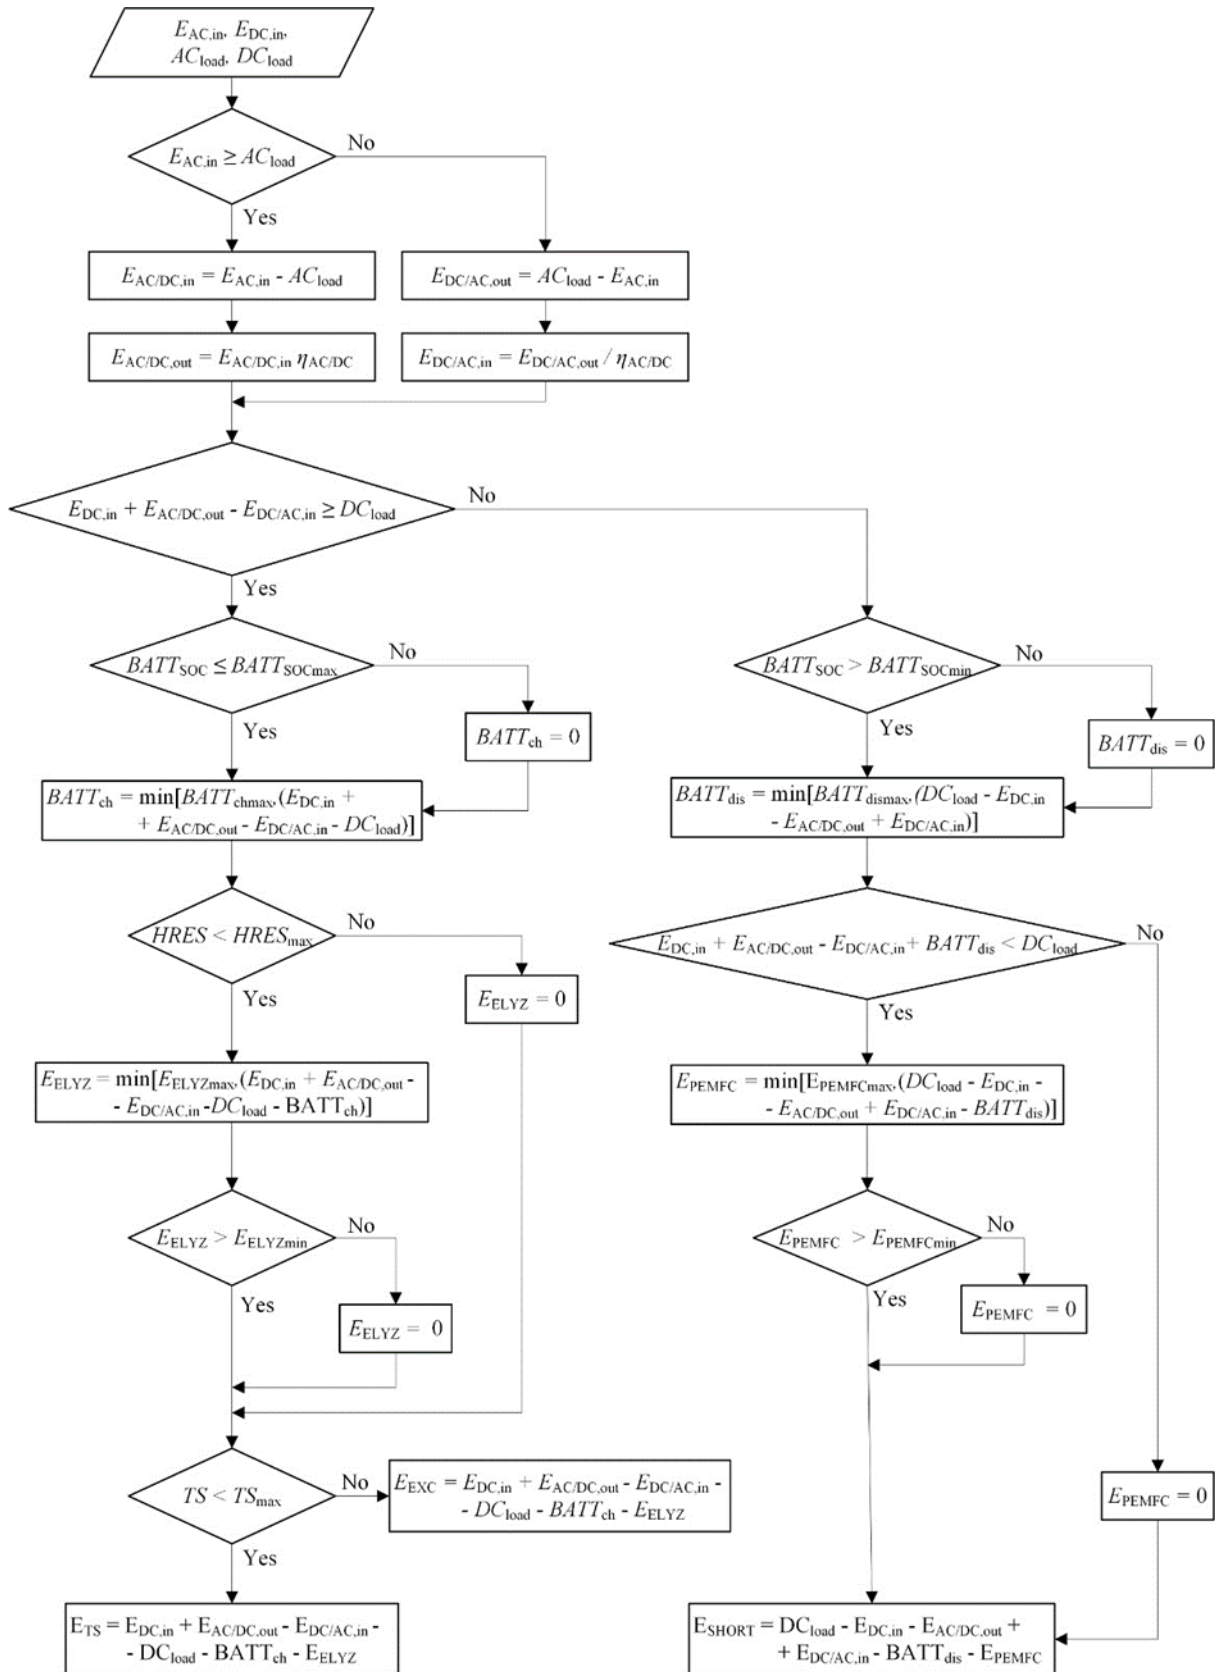 E_AC,in, E_DC,in,
AC_load, DC_load
E_AC,in ≥ AC_load
No
Yes
E_AC/DC,in = E_AC,in - AC_load
E_DC/AC,out = AC_load - E_AC,in
E_AC/DC,out = E_AC/DC,in η_AC/DC
E_DC/AC,in = E_DC/AC,out / η_AC/DC
E_DC,in + E_AC/DC,out - E_DC/AC,in ≥ DC_load
No
Yes
BATT_SOC ≤ BATT_SOCmax
No
Yes
BATT_ch = 0
BATT_ch = min[BATT_chmax,(E_DC,in +
+ E_AC/DC,out - E_DC/AC,in - DC_load)]
HRES < HRES_max
No
Yes
E_ELYZ = 0
E_ELYZ = min[E_ELYZmax,(E_DC,in + E_AC/DC,out -
- E_DC/AC,in -DC_load - BATT_ch)]
E_ELYZ > E_ELYZmin
No
Yes
E_ELYZ = 0
TS < TS_max
No
Yes
E_EXC = E_DC,in + E_AC/DC,out - E_DC/AC,in -
- DC_load - BATT_ch - E_ELYZ
E_TS = E_DC,in + E_AC/DC,out - E_DC/AC,in -
- DC_load - BATT_ch - E_ELYZ
BATT_SOC > BATT_SOCmin
No
Yes
BATT_dis = 0
BATT_dis = min[BATT_dismax,(DC_load - E_DC,in
- E_AC/DC,out + E_DC/AC,in)]
E_DC,in + E_AC/DC,out - E_DC/AC,in + BATT_dis < DC_load
No
Yes
E_PEMFC = min[E_PEMFCmax,(DC_load - E_DC,in -
- E_AC/DC,out + E_DC/AC,in - BATT_dis)]
E_PEMFC > E_PEMFCmin
No
Yes
E_PEMFC = 0
E_PEMFC = 0
E_SHORT = DC_load - E_DC,in - E_AC/DC,out +
+ E_DC/AC,in - BATT_dis - E_PEMFC